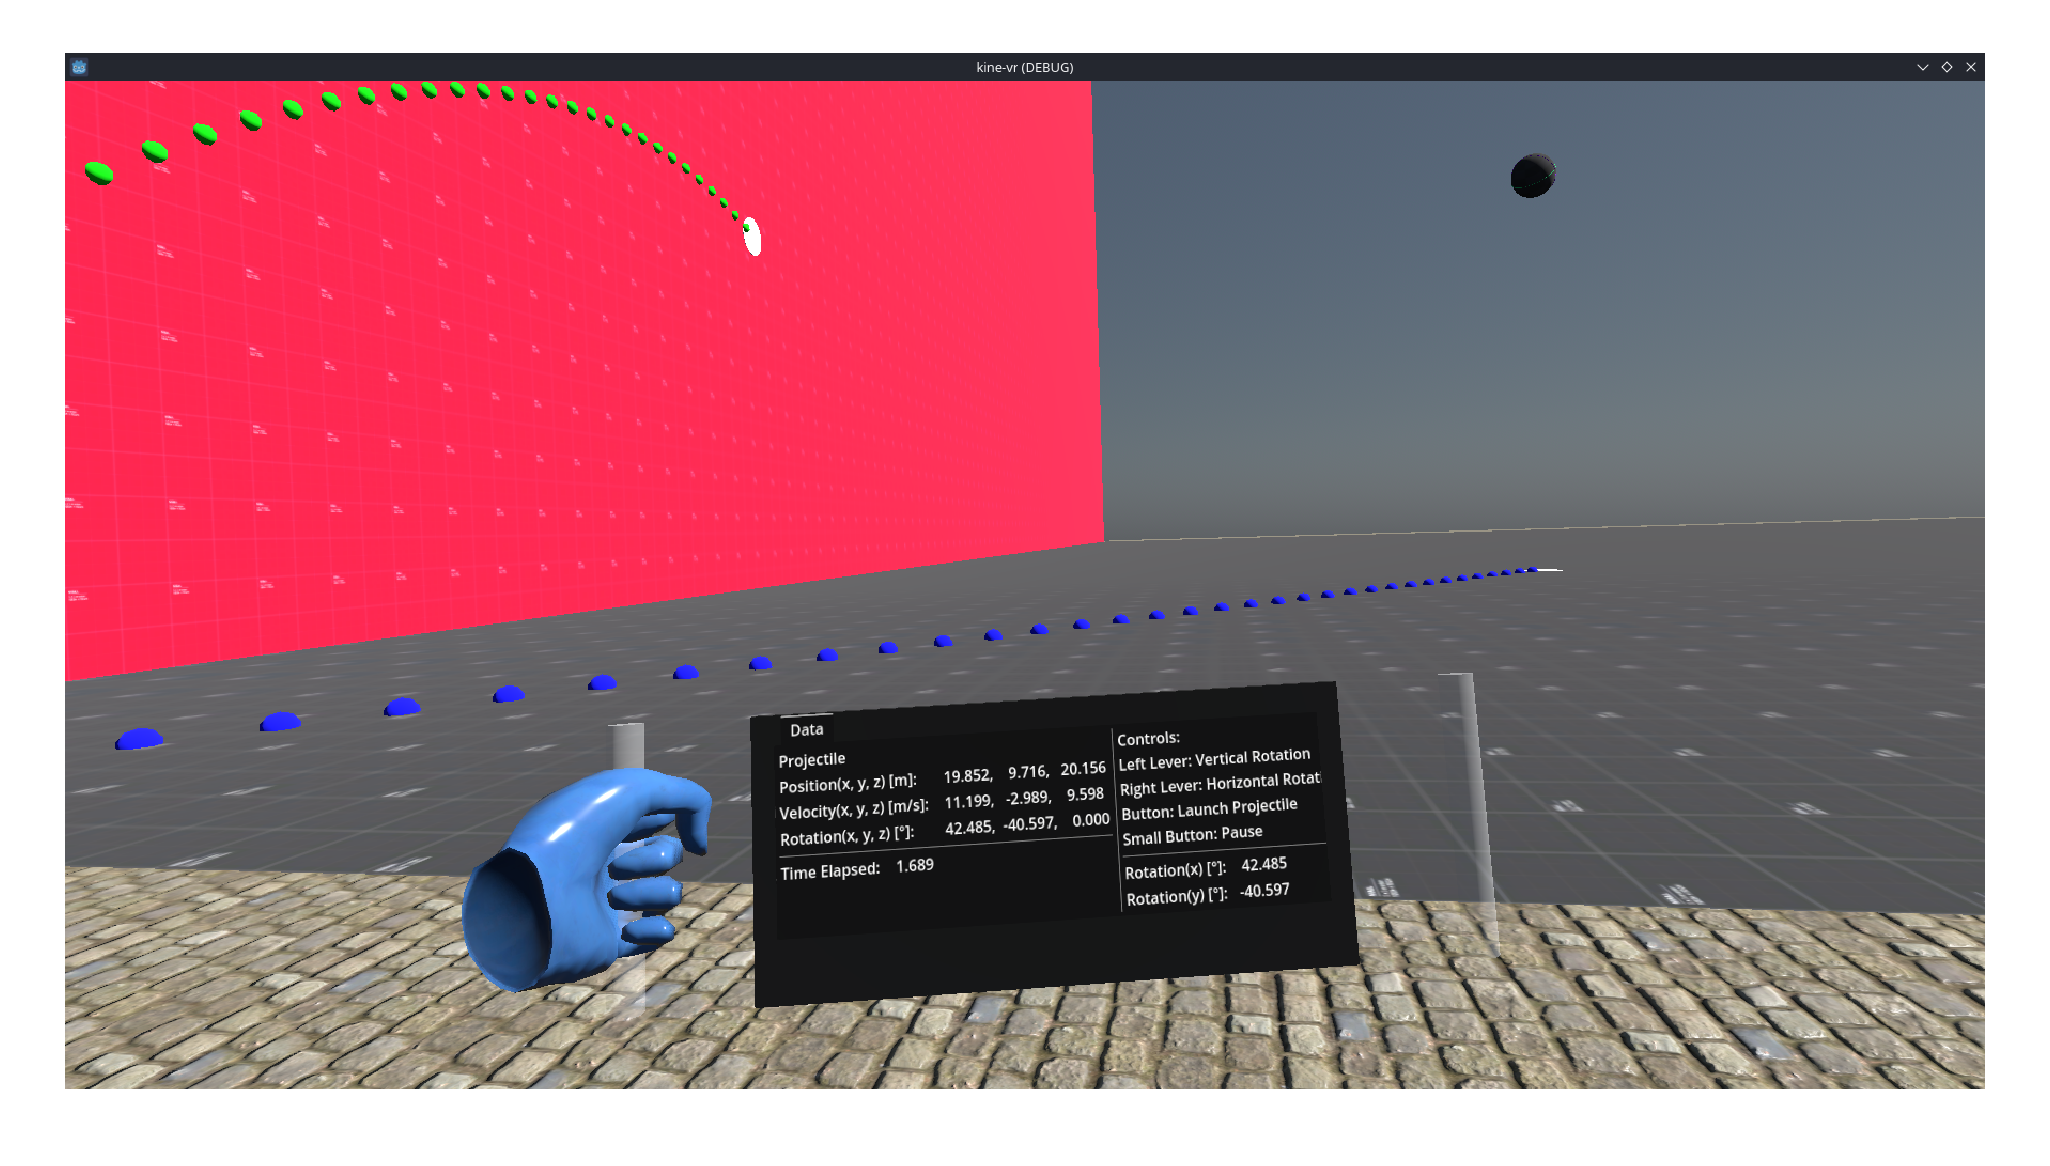 kine-vr (DEBUG)
Data
Projectile
Position(x, y, z) [m]: 19.852, 9.716, 20.156
Velocity(x, y, z) [m/s]: 11.199, -2.989, 9.598
Rotation(x, y, z) [°]: 42.485, -40.597, 0.000
Time Elapsed: 1.689
Controls:
Left Lever: Vertical Rotation
Right Lever: Horizontal Rotat
Button: Launch Projectile
Small Button: Pause
Rotation(x) [°]: 42.485
Rotation(y) [°]: -40.597